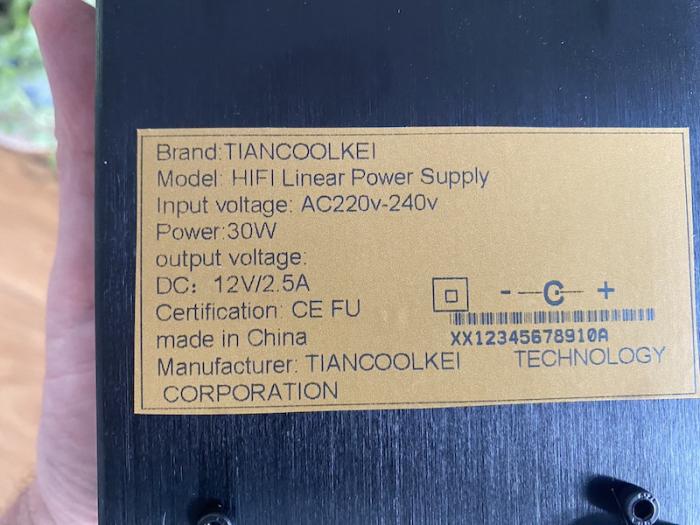 Brand:TIANCOOLKEI
Model: HIFI Linear Power Supply
Input voltage: AC220v-240v
Power:30W
output voltage:
DC: 12V/2.5A
- C +
Certification: CE FU
XX12345678910A
made in China
Manufacturer: TIANCOOLKEI TECHNOLOGY
CORPORATION